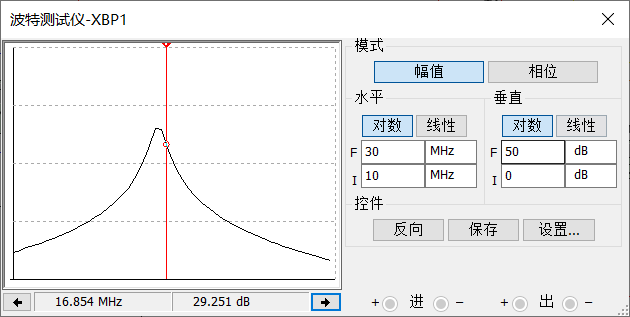 波特测试仪-XBP1
模式
幅值 相位
水平 垂直
对数 线性 对数 线性
F 30 MHz F 50 dB
I 10 MHz I 0 dB
控件
反向 保存 设置...
16.854 MHz 29.251 dB + 进 − + 出 −